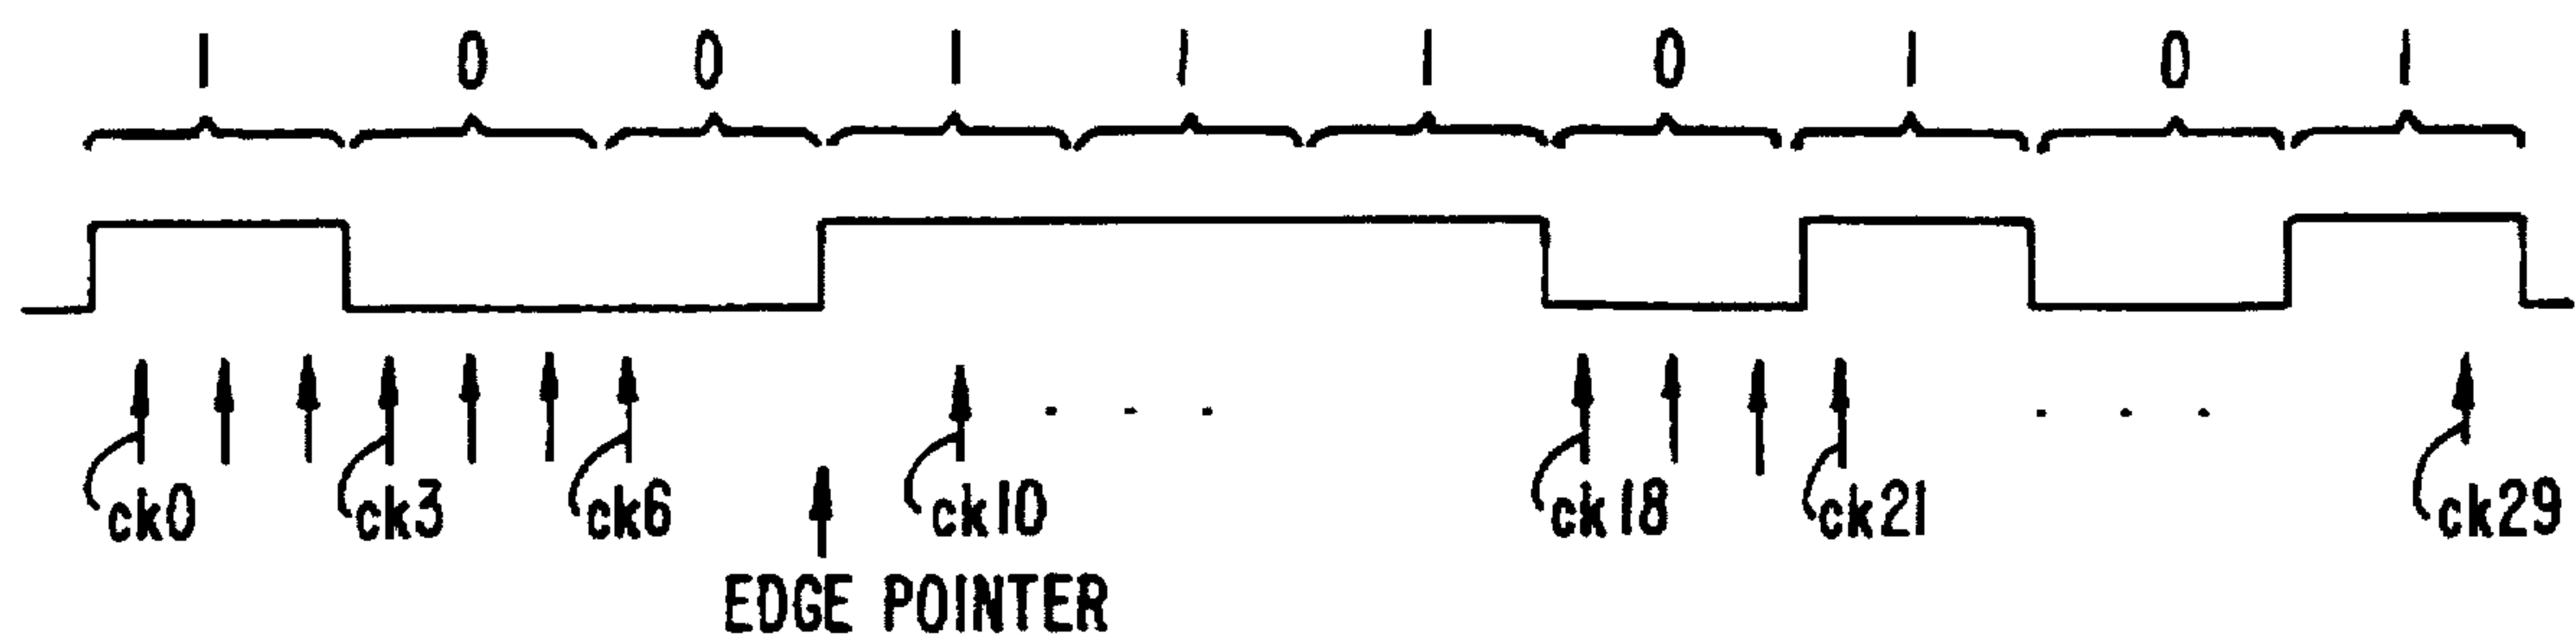 1 0 0 1 1 1 0 1 0 1
. . . . . .
ck0 ck3 ck6 ck10 ck18 ck21 ck29
EDGE POINTER